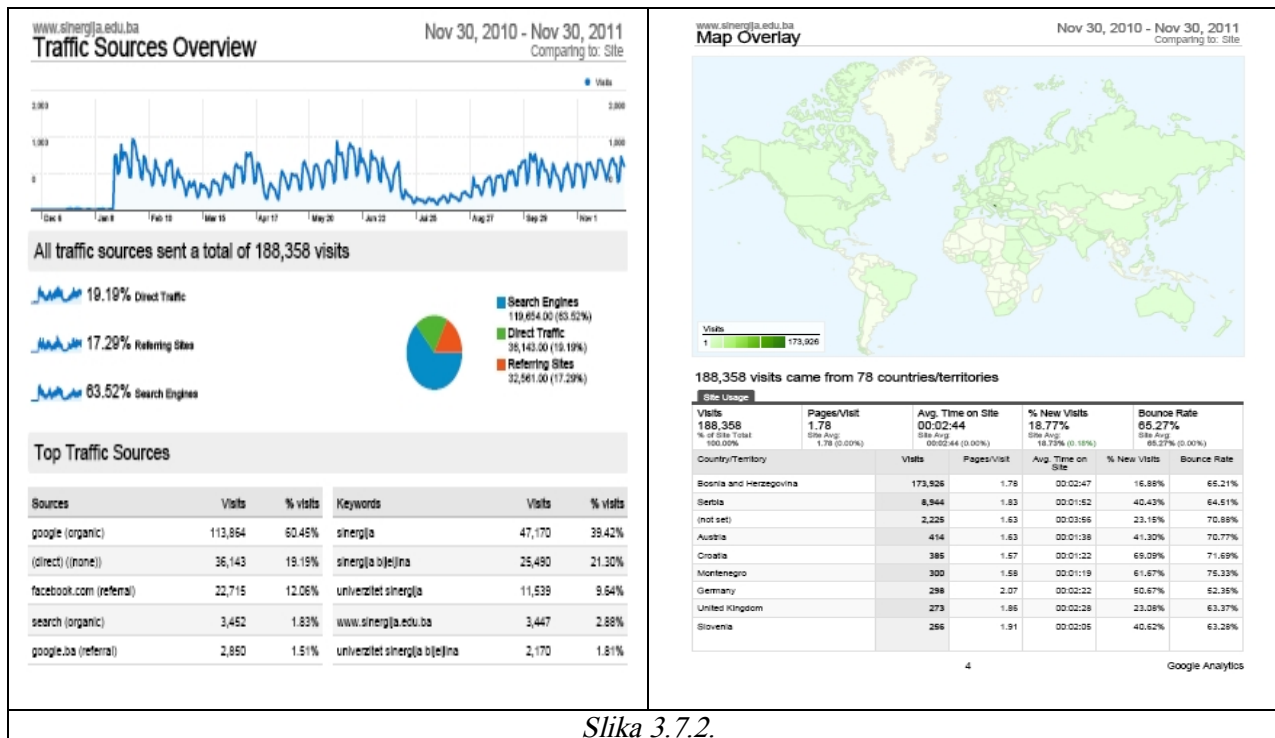 www.sinergija.edu.ba
Traffic Sources Overview
Nov 30, 2010 - Nov 30, 2011
Comparing to: Site
Visits
2,000 2,000
1,000 1,000
0 0
Dec 6 Jan 8 Feb 10 Mar 15 Apr 17 May 20 Jun 22 Jul 25 Aug 27 Sep 29 Nov 1
All traffic sources sent a total of 188,358 visits
19.19% Direct Traffic
17.29% Referring Sites
63.52% Search Engines
Search Engines
119,654.00 (63.52%)
Direct Traffic
36,143.00 (19.19%)
Referring Sites
32,561.00 (17.29%)
Top Traffic Sources
Sources Visits % visits Keywords Visits % visits
google (organic) 113,864 60.45% sinergija 47,170 39.42%
(direct) ((none)) 36,143 19.19% sinergija bijeljina 25,490 21.30%
facebook.com (referral) 22,715 12.06% univerzitet sinergija 11,539 9.64%
search (organic) 3,452 1.83% www.sinergija.edu.ba 3,447 2.88%
google.ba (referral) 2,850 1.51% univerzitet sinergija bijeljina 2,170 1.81%
www.sinergija.edu.ba
Map Overlay
Nov 30, 2010 - Nov 30, 2011
Comparing to: Site
Visits
1 173,926
188,358 visits came from 78 countries/territories
Site Usage
Visits Pages/Visit Avg. Time on Site % New Visits Bounce Rate
188,358 1.78 00:02:44 18.77% 65.27%
% of Site Total: Site Avg: Site Avg: Site Avg: Site Avg:
100.00% 1.78 (0.00%) 00:02:44 (0.00%) 18.73% (0.18%) 65.27% (0.00%)
Country/Territory Visits Pages/Visit Avg. Time on Site % New Visits Bounce Rate
Bosnia and Herzegovina 173,926 1.78 00:02:47 16.88% 65.21%
Serbia 8,944 1.83 00:01:52 40.43% 64.51%
(not set) 2,225 1.63 00:03:56 23.15% 70.88%
Austria 414 1.63 00:01:38 41.30% 70.77%
Croatia 385 1.57 00:01:22 69.09% 71.69%
Montenegro 300 1.58 00:01:19 61.67% 75.33%
Germany 298 2.07 00:02:22 50.67% 52.35%
United Kingdom 273 1.86 00:02:28 23.08% 63.37%
Slovenia 256 1.91 00:02:05 40.62% 63.28%
4 Google Analytics
Slika 3.7.2.